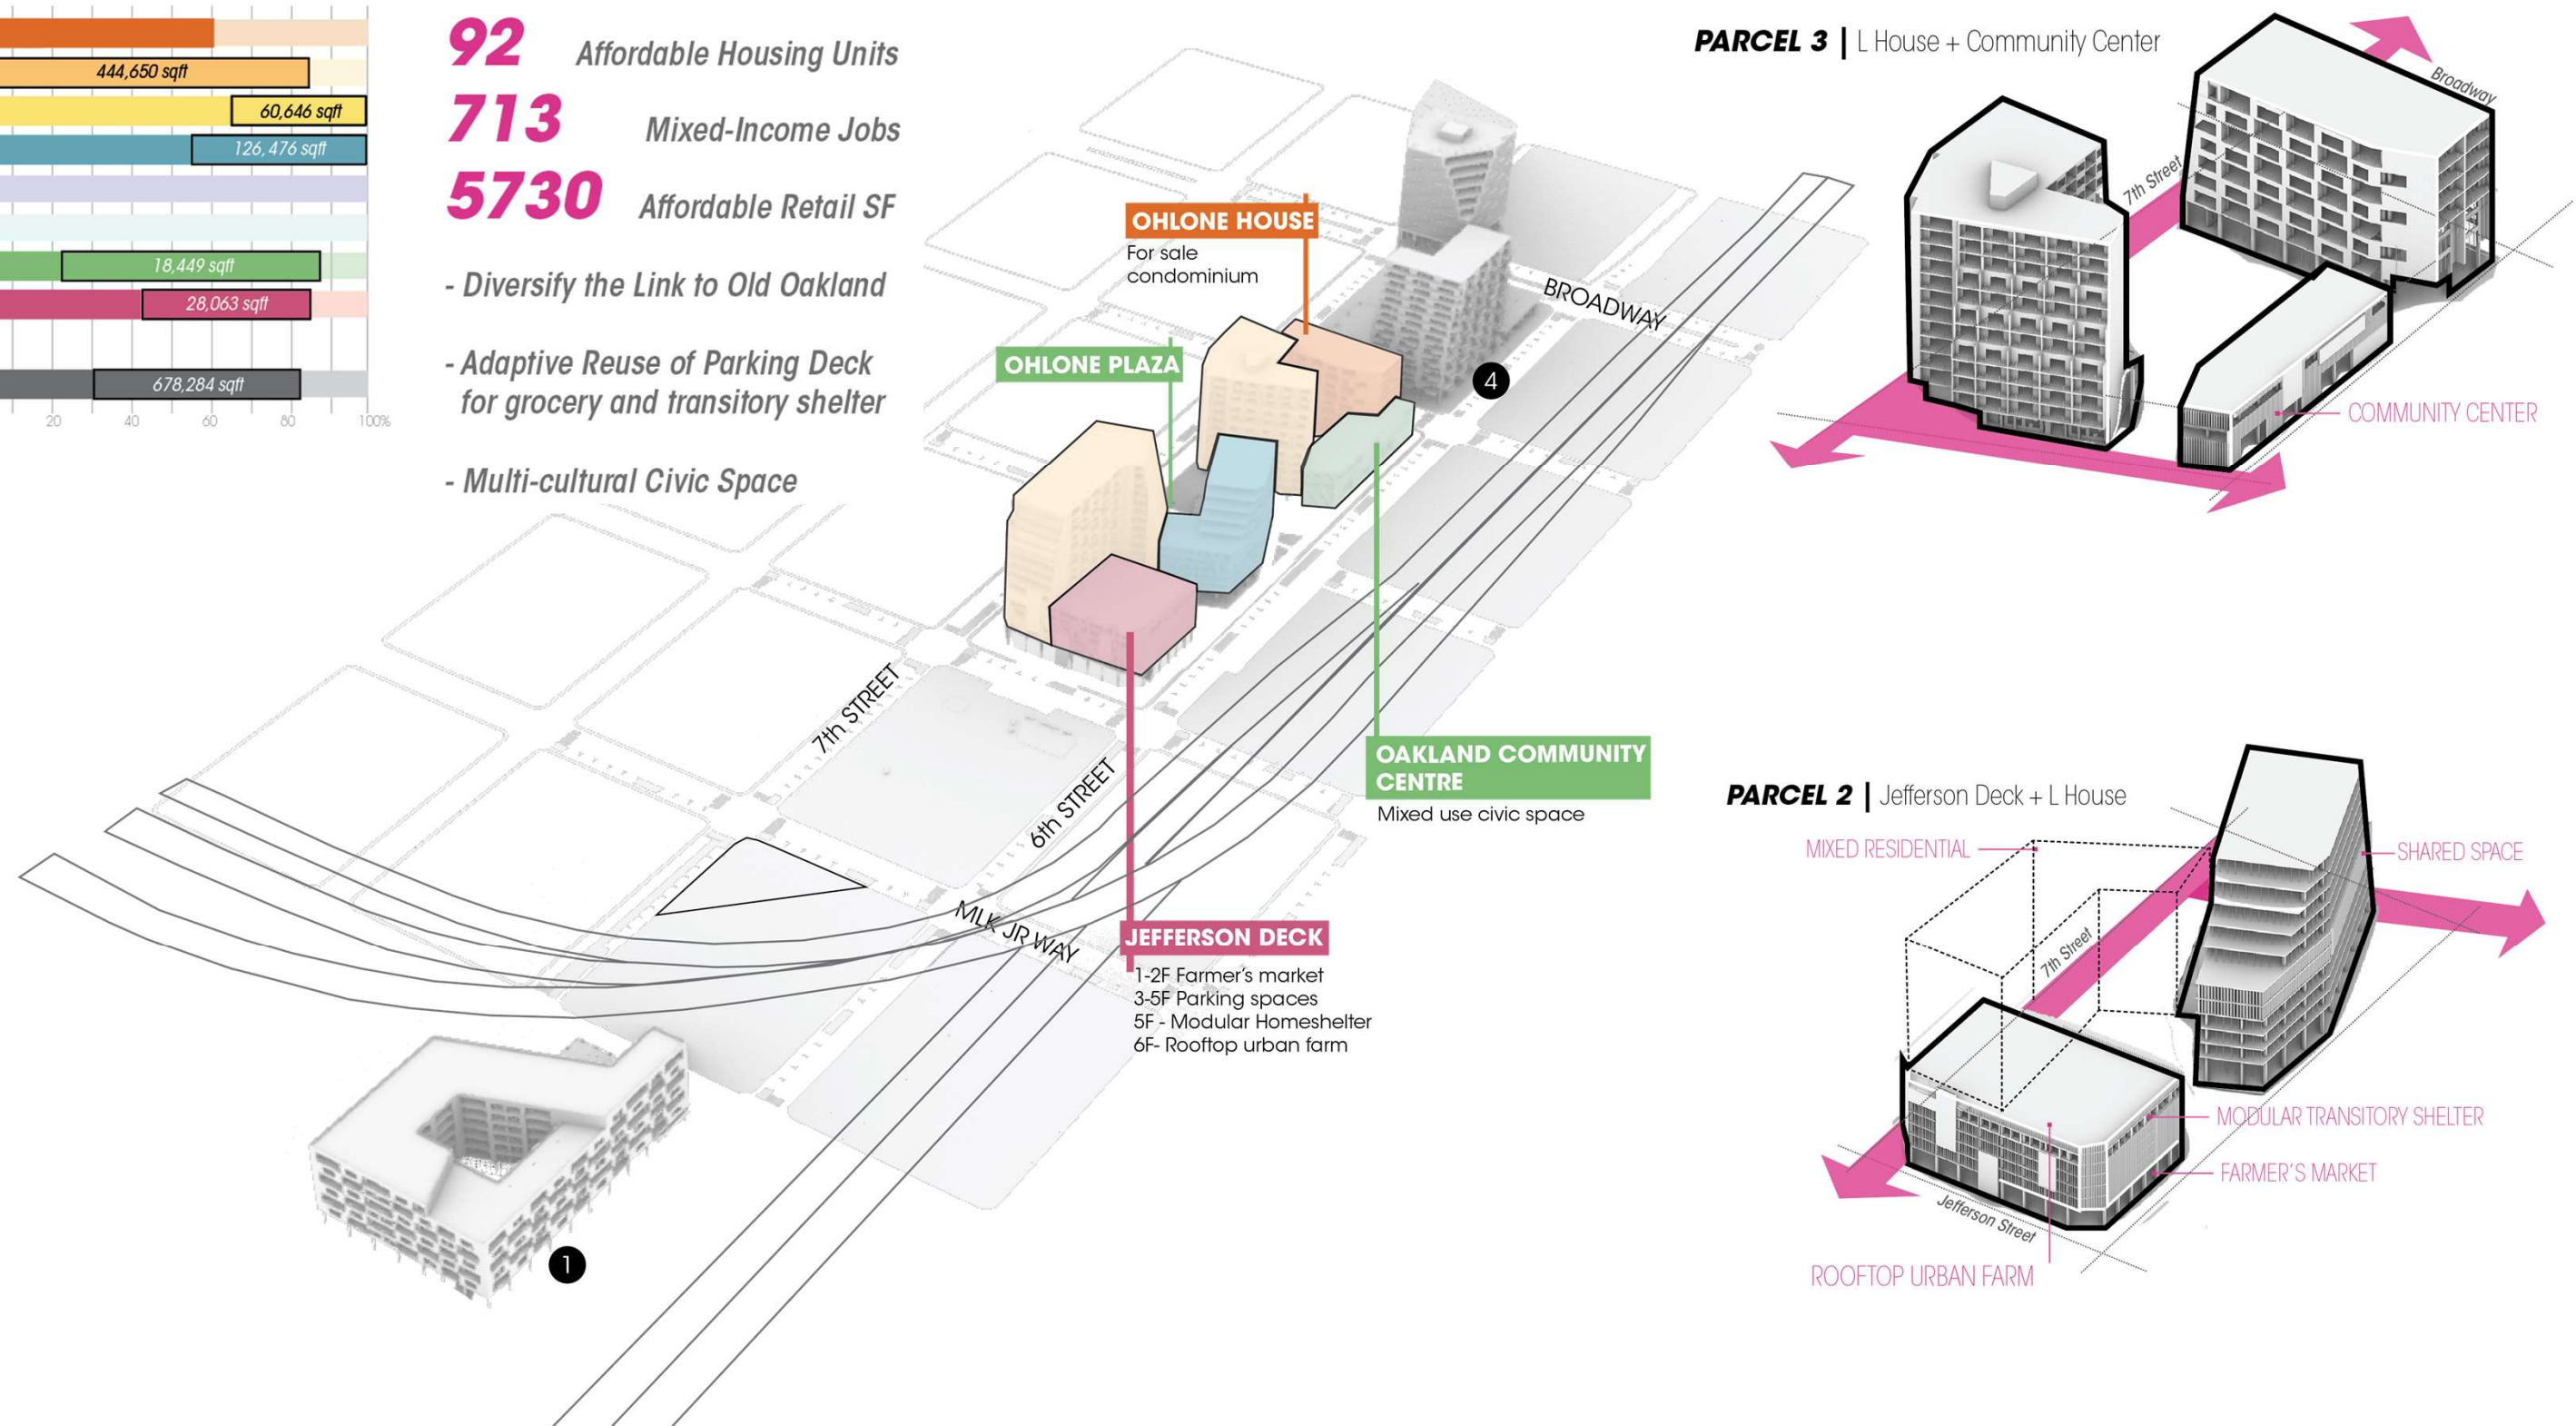 444,650 sqft
60,646 sqft
126,476 sqft
18,449 sqft
28,063 sqft
678,284 sqft
20 40 60 80 100%
92 Affordable Housing Units
713 Mixed-Income Jobs
5730 Affordable Retail SF
- Diversify the Link to Old Oakland
- Adaptive Reuse of Parking Deck
for grocery and transitory shelter
- Multi-cultural Civic Space
OHLONE HOUSE
For sale
condominium
OHLONE PLAZA
BROADWAY
4
7th STREET
6th STREET
MLK JR WAY
OAKLAND COMMUNITY
CENTRE
Mixed use civic space
JEFFERSON DECK
1-2F Farmer's market
3-5F Parking spaces
5F - Modular Homeshelter
6F- Rooftop urban farm
1
PARCEL 3 | L House + Community Center
Broadway
7th Street
COMMUNITY CENTER
PARCEL 2 | Jefferson Deck + L House
MIXED RESIDENTIAL
SHARED SPACE
7th Street
MODULAR TRANSITORY SHELTER
FARMER'S MARKET
Jefferson Street
ROOFTOP URBAN FARM